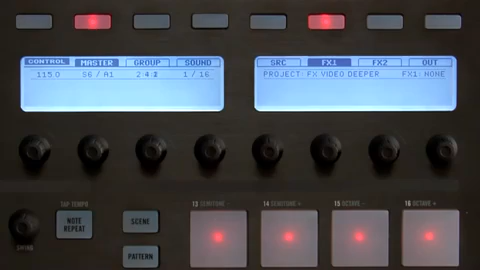 CONTROL MASTER GROUP SOUND
115.0 S6 / A1 2:4:3 1 / 16
SRC FX1 FX2 OUT
PROJECT: FX VIDEO DEEPER FX1: NONE
TAP TEMPO
NOTE
REPEAT
SWING
SCENE
PATTERN
13 SEMITONE -
14 SEMITONE +
15 OCTAVE -
16 OCTAVE +